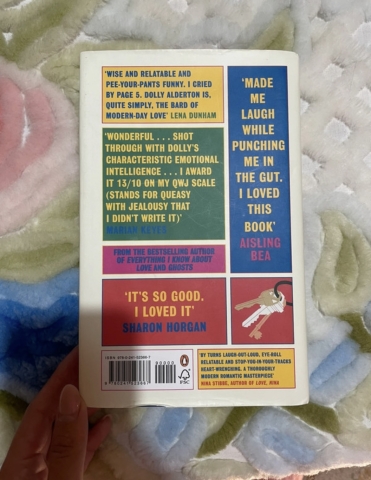 'WISE AND RELATABLE AND
PEE-YOUR-PANTS FUNNY. I CRIED
BY PAGE 5. DOLLY ALDERTON IS,
QUITE SIMPLY, THE BARD OF
MODERN-DAY LOVE' LENA DUNHAM
'WONDERFUL . . . SHOT
THROUGH WITH DOLLY'S
CHARACTERISTIC EMOTIONAL
INTELLIGENCE . . . I AWARD
IT 13/10 ON MY QWJ SCALE
(STANDS FOR QUEASY
WITH JEALOUSY THAT
I DIDN'T WRITE IT)'
MARIAN KEYES
'MADE
ME
LAUGH
WHILE
PUNCHING
ME IN
THE GUT.
I LOVED
THIS
BOOK'
AISLING
BEA
FROM THE BESTSELLING AUTHOR
OF EVERYTHING I KNOW ABOUT
LOVE AND GHOSTS
'IT'S SO GOOD.
I LOVED IT'
SHARON HORGAN
90000
FSC
'BY TURNS LAUGH-OUT-LOUD, EYE-ROLL
RELATABLE AND STOP-YOU-IN-YOUR-TRACKS
HEART-WRENCHING. A THOROUGHLY
MODERN ROMANTIC MASTERPIECE'
NINA STIBBE, AUTHOR OF LOVE, NINA